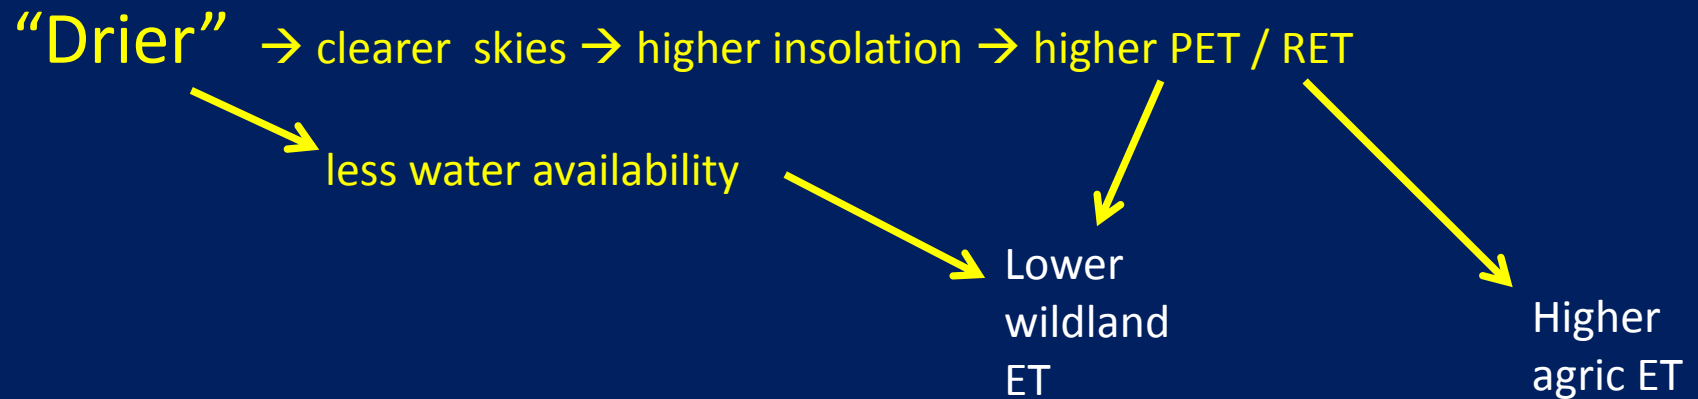 “Drier” → clearer skies → higher insolation → higher PET / RET
less water availability
Lower
wildland
ET
Higher
agric ET